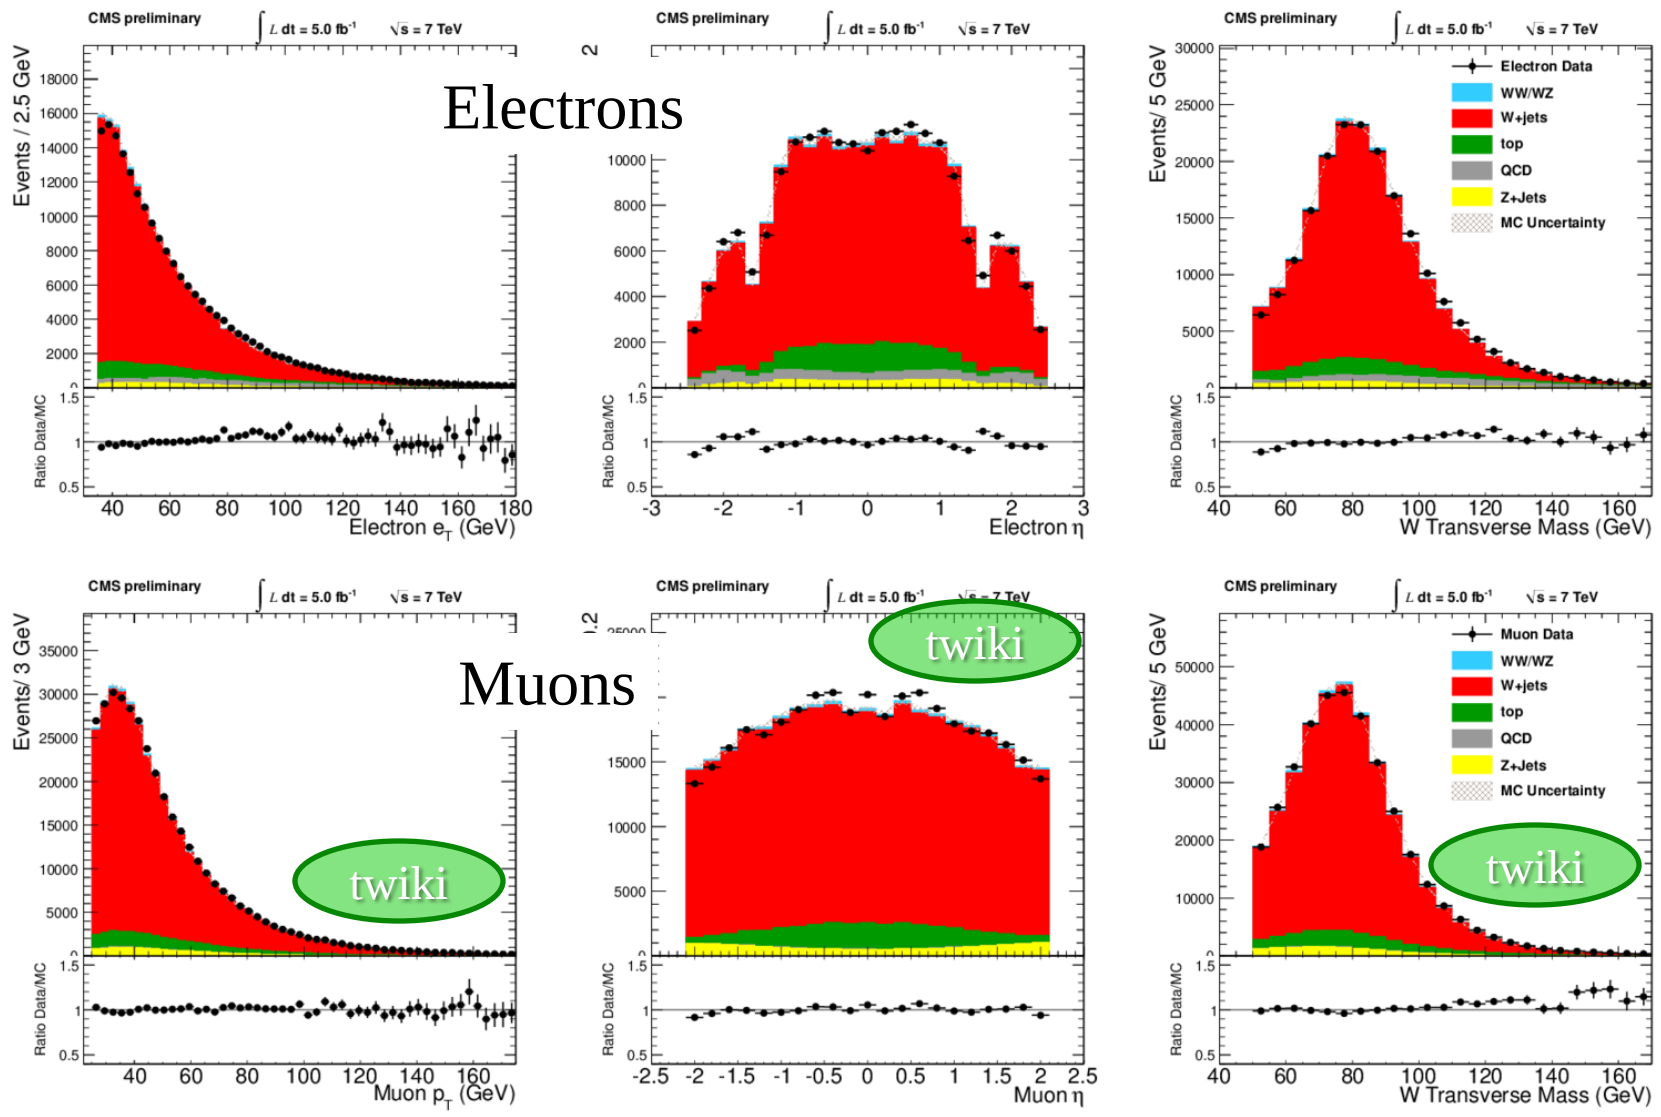 CMS preliminary
∫ L dt = 5.0 fb⁻¹ √s = 7 TeV
Events / 2.5 GeV
18000
16000
14000
12000
10000
8000
6000
4000
2000
Ratio Data/MC
1.5
1
0.5
40 60 80 100 120 140 160 180
Electron e_T (GeV)
Electrons
CMS preliminary
∫ L dt = 5.0 fb⁻¹ √s = 7 TeV
2
10000
8000
6000
4000
2000
Ratio Data/MC
1.5
1
0.5
-3 -2 -1 0 1 2 3
Electron η
CMS preliminary
∫ L dt = 5.0 fb⁻¹ √s = 7 TeV
Events/ 5 GeV
30000
25000
20000
15000
10000
5000
Electron Data
WW/WZ
W+jets
top
QCD
Z+Jets
MC Uncertainty
Ratio Data/MC
1.5
1
0.5
40 60 80 100 120 140 160
W Transverse Mass (GeV)
CMS preliminary
∫ L dt = 5.0 fb⁻¹ √s = 7 TeV
Events/ 3 GeV
35000
30000
25000
20000
15000
10000
5000
twiki
Ratio Data/MC
1.5
1
0.5
40 60 80 100 120 140 160
Muon p_T (GeV)
Muons
CMS preliminary
∫ L dt = 5.0 fb⁻¹ √s = 7 TeV
twiki
15000
10000
5000
Ratio Data/MC
1.5
1
0.5
-2.5 -2 -1.5 -1 -0.5 0 0.5 1 1.5 2 2.5
Muon η
CMS preliminary
∫ L dt = 5.0 fb⁻¹ √s = 7 TeV
Events/ 5 GeV
50000
40000
30000
20000
10000
Muon Data
WW/WZ
W+jets
top
QCD
Z+Jets
MC Uncertainty
twiki
Ratio Data/MC
1.5
1
0.5
40 60 80 100 120 140 160
W Transverse Mass (GeV)